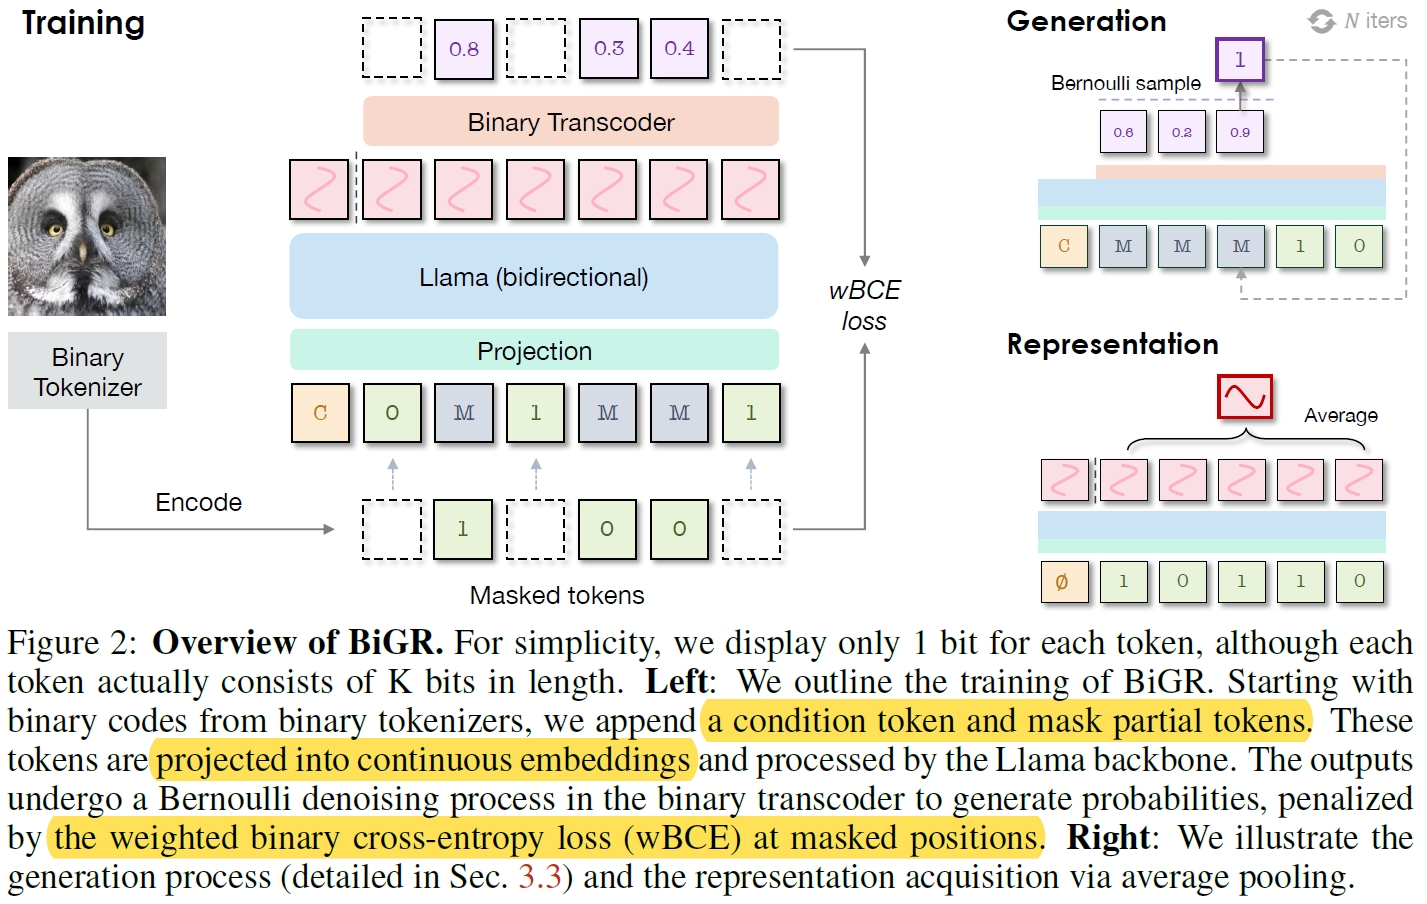 Training
0.8 0.3 0.4
Binary Transcoder
Llama (bidirectional)
Projection
C 0 M 1 M M 1
Binary
Tokenizer
Encode
1 0 0
Masked tokens
wBCE
loss
Generation
N iters
1
Bernoulli sample
0.6 0.2 0.9
C M M M 1 0
Representation
Average
∅ 1 0 1 1 0
Figure 2: Overview of BiGR. For simplicity, we display only 1 bit for each token, although each
token actually consists of K bits in length. Left: We outline the training of BiGR. Starting with
binary codes from binary tokenizers, we append a condition token and mask partial tokens. These
tokens are projected into continuous embeddings and processed by the Llama backbone. The outputs
undergo a Bernoulli denoising process in the binary transcoder to generate probabilities, penalized
by the weighted binary cross-entropy loss (wBCE) at masked positions. Right: We illustrate the
generation process (detailed in Sec. 3.3) and the representation acquisition via average pooling.